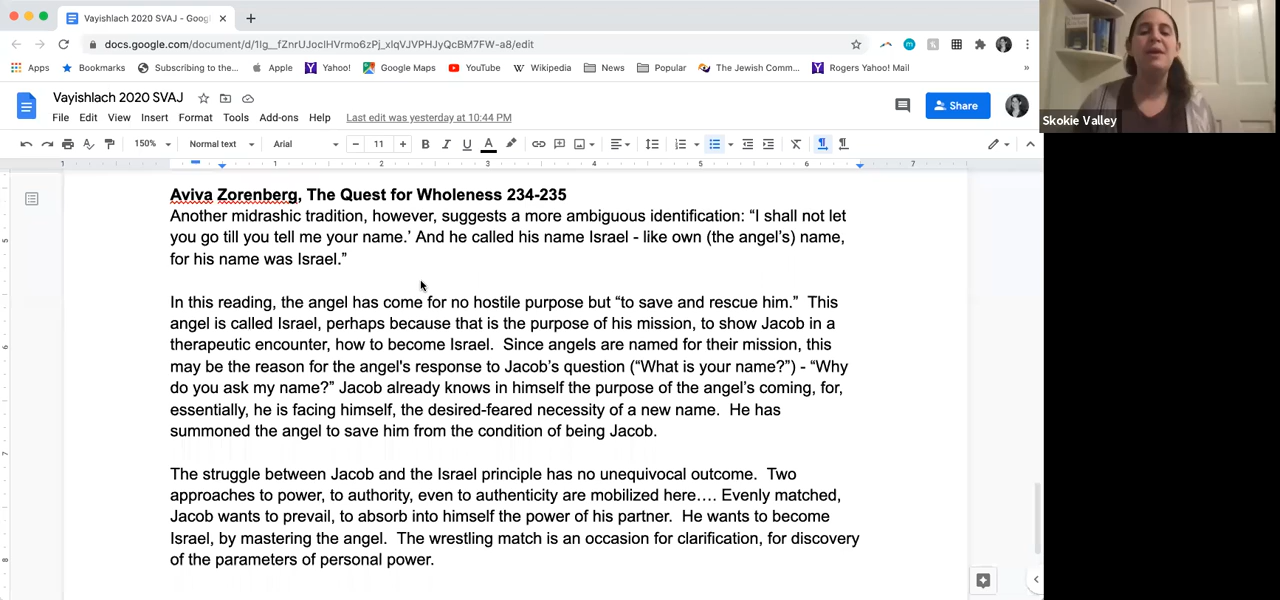 Vayishlach 2020 SVAJ - Goog
docs.google.com/document/d/1lg__fZnrUJoclHVrmo6zPj_xlqVJVPHJyQcBM7FW-a8/edit
Apps Bookmarks Subscribing to the... Apple Yahoo! Google Maps YouTube Wikipedia News Popular The Jewish Comm... Rogers Yahoo! Mail »
Skokie Valley
Vayishlach 2020 SVAJ
File Edit View Insert Format Tools Add-ons Help Last edit was yesterday at 10:44 PM
Share
150% Normal text Arial 11 B I U A
1 1 2 3 4 5 6 7
Aviva Zorenberg, The Quest for Wholeness 234-235
Another midrashic tradition, however, suggests a more ambiguous identification: “I shall not let
you go till you tell me your name.’ And he called his name Israel - like own (the angel’s) name,
for his name was Israel.”
In this reading, the angel has come for no hostile purpose but “to save and rescue him.” This
angel is called Israel, perhaps because that is the purpose of his mission, to show Jacob in a
therapeutic encounter, how to become Israel. Since angels are named for their mission, this
may be the reason for the angel's response to Jacob’s question (“What is your name?”) - “Why
do you ask my name?” Jacob already knows in himself the purpose of the angel’s coming, for,
essentially, he is facing himself, the desired-feared necessity of a new name. He has
summoned the angel to save him from the condition of being Jacob.
The struggle between Jacob and the Israel principle has no unequivocal outcome. Two
approaches to power, to authority, even to authenticity are mobilized here…. Evenly matched,
Jacob wants to prevail, to absorb into himself the power of his partner. He wants to become
Israel, by mastering the angel. The wrestling match is an occasion for clarification, for discovery
of the parameters of personal power.
5
6
7
8